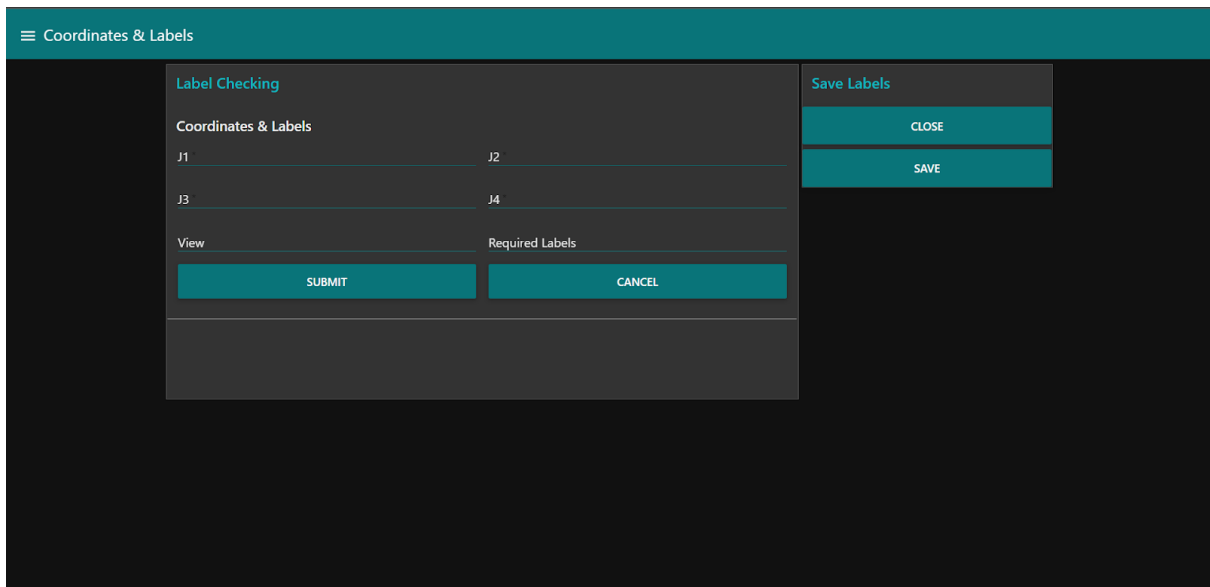 Coordinates & Labels
Label Checking
Coordinates & Labels
J1 *
J2 *
J3 *
J4 *
View
Required Labels
SUBMIT
CANCEL
Save Labels
CLOSE
SAVE